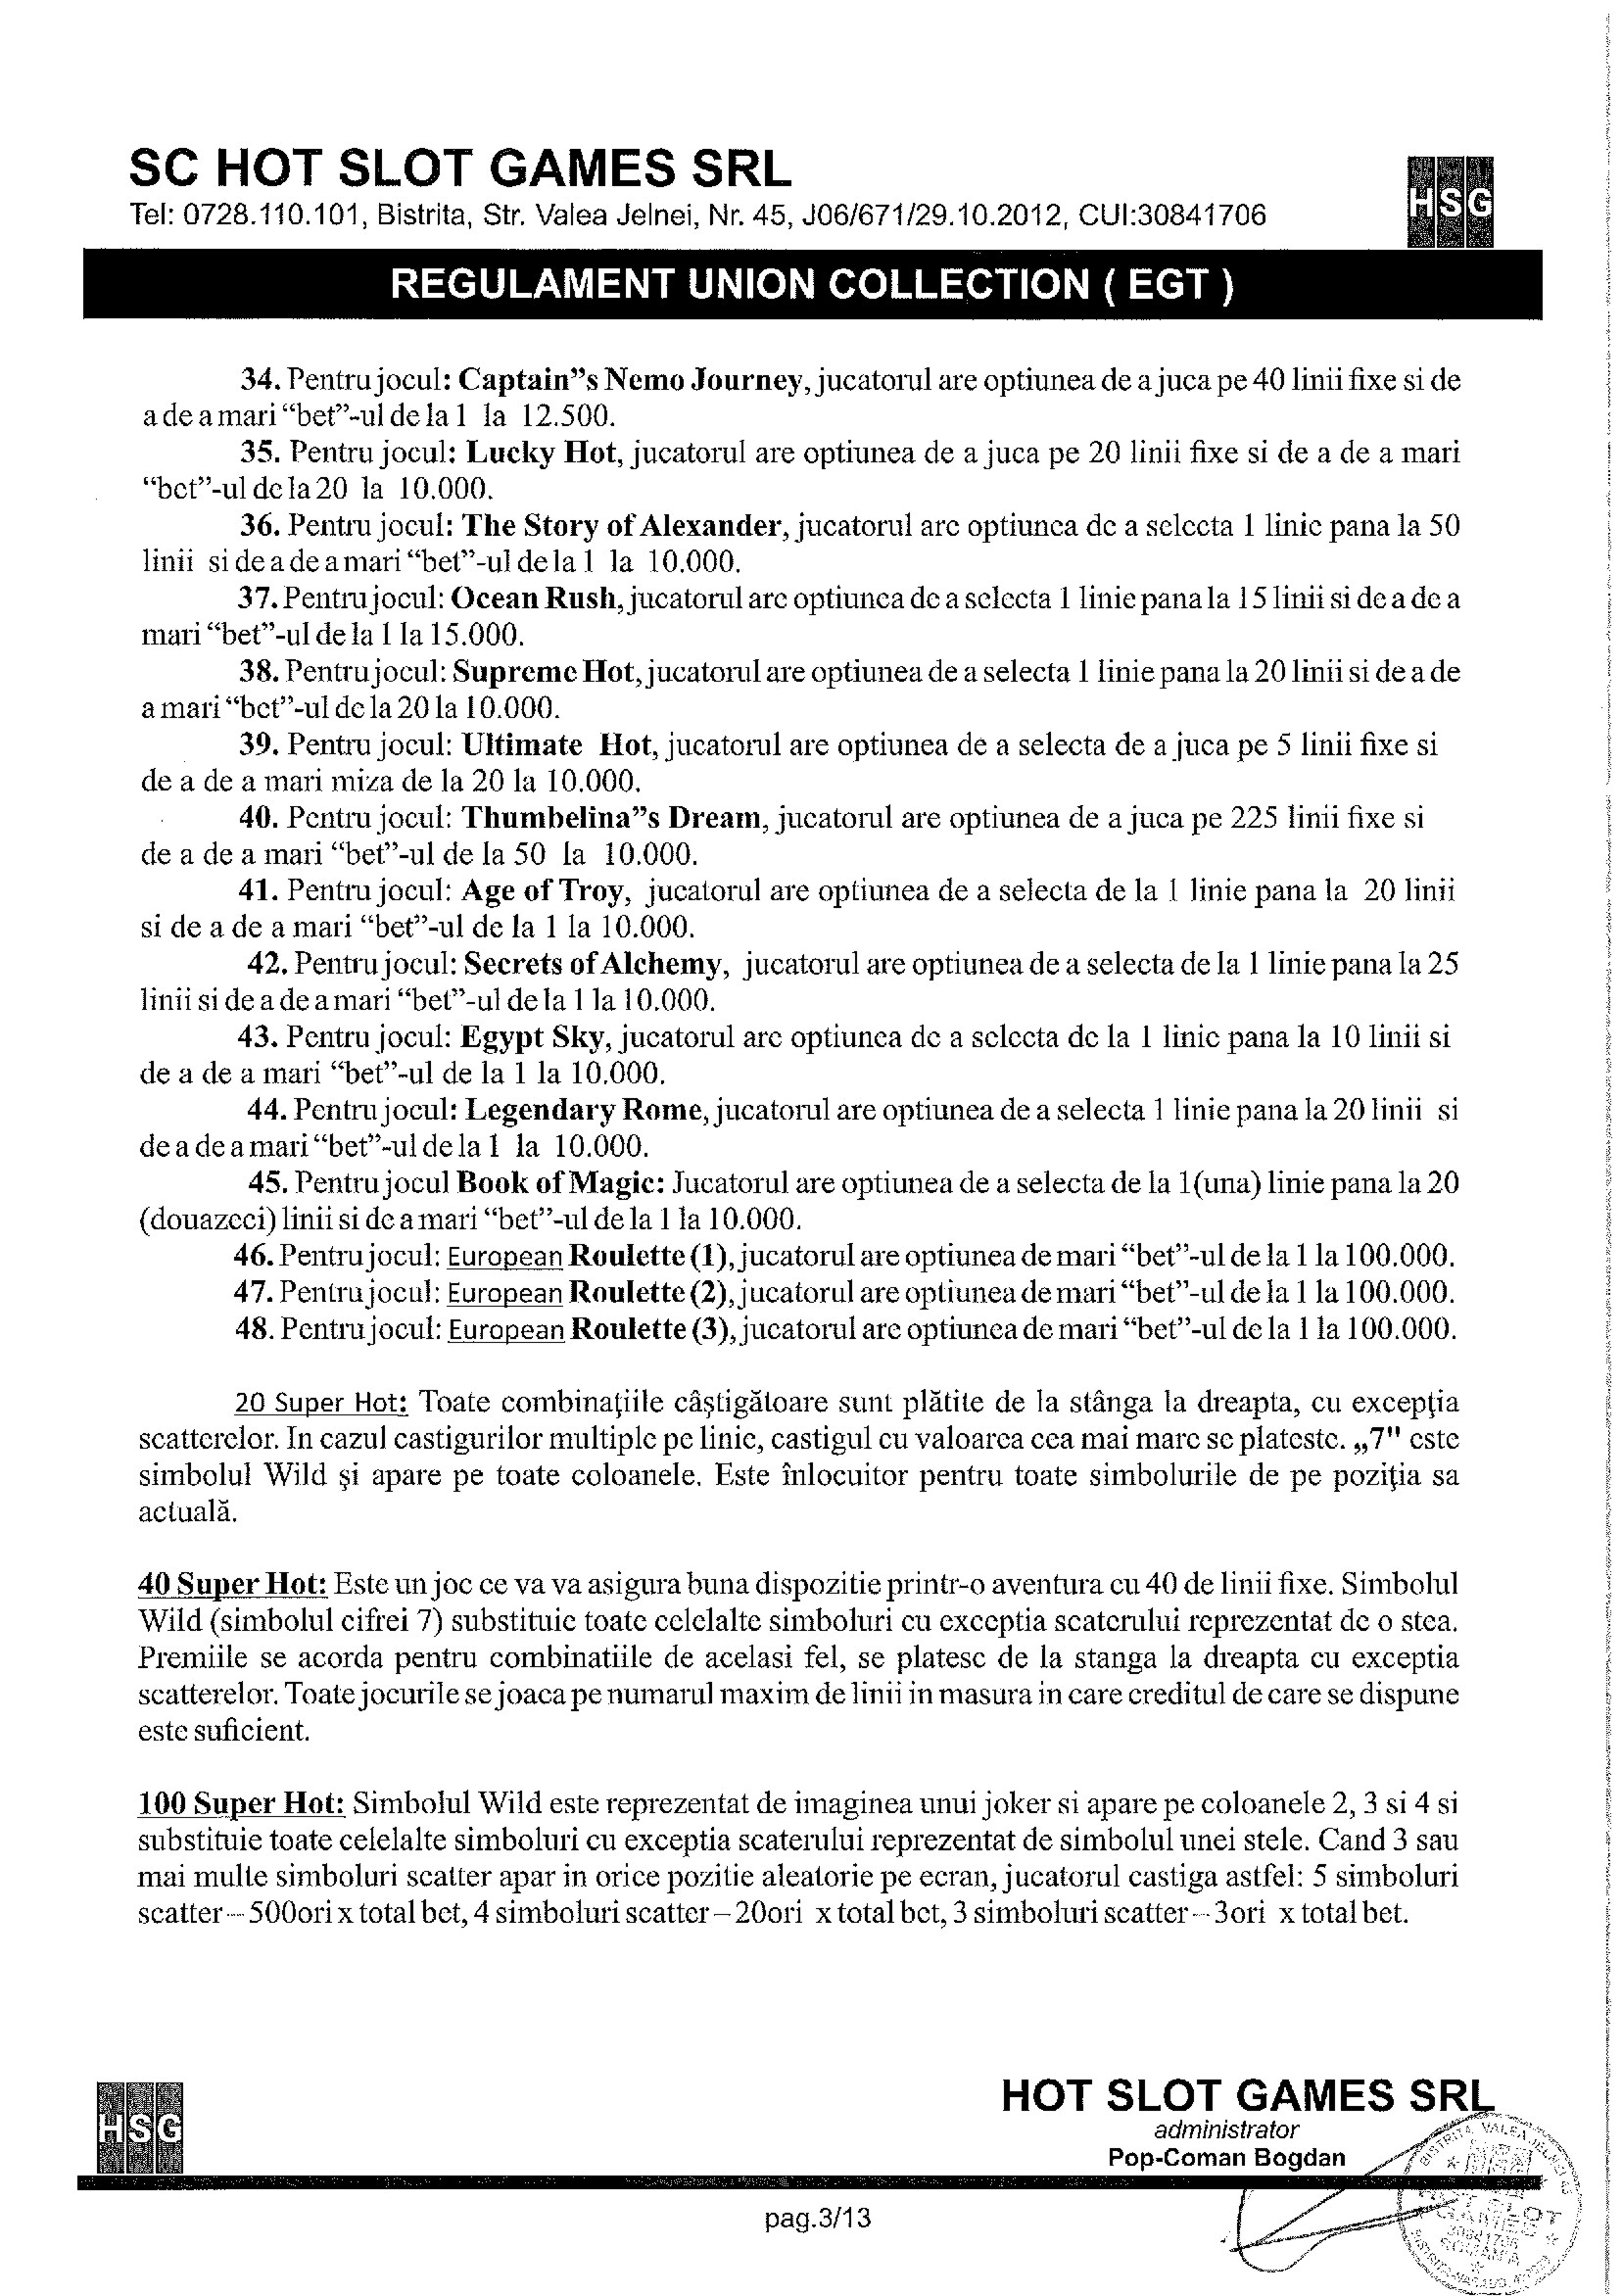 SC HOT SLOT GAMES SRL
Tel: 0728.110.101, Bistrita, Str. Valea Jelnei, Nr. 45, J06/671/29.10.2012, CUI:30841706
HSG
REGULAMENT UNION COLLECTION ( EGT )
34. Pentru jocul: Captain”s Nemo Journey, jucatorul are optiunea de a juca pe 40 linii fixe si de
a de a mari “bet”-ul de la 1 la 12.500.
35. Pentru jocul: Lucky Hot, jucatorul are optiunea de a juca pe 20 linii fixe si de a de a mari
“bet”-ul de la 20 la 10.000.
36. Pentru jocul: The Story of Alexander, jucatorul are optiunea de a selecta 1 linie pana la 50
linii si de a de a mari “bet”-ul de la 1 la 10.000.
37. Pentru jocul: Ocean Rush, jucatorul are optiunea de a selecta 1 linie pana la 15 linii si de a de a
mari “bet”-ul de la 1 la 15.000.
38. Pentru jocul: Supreme Hot, jucatorul are optiunea de a selecta 1 linie pana la 20 linii si de a de
a mari “bet”-ul de la 20 la 10.000.
39. Pentru jocul: Ultimate Hot, jucatorul are optiunea de a selecta de a juca pe 5 linii fixe si
de a de a mari miza de la 20 la 10.000.
40. Pentru jocul: Thumbelina”s Dream, jucatorul are optiunea de a juca pe 225 linii fixe si
de a de a mari “bet”-ul de la 50 la 10.000.
41. Pentru jocul: Age of Troy, jucatorul are optiunea de a selecta de la 1 linie pana la 20 linii
si de a de a mari “bet”-ul de la 1 la 10.000.
42. Pentru jocul: Secrets of Alchemy, jucatorul are optiunea de a selecta de la 1 linie pana la 25
linii si de a de a mari “bet”-ul de la 1 la 10.000.
43. Pentru jocul: Egypt Sky, jucatorul are optiunea de a selecta de la 1 linie pana la 10 linii si
de a de a mari “bet”-ul de la 1 la 10.000.
44. Pentru jocul: Legendary Rome, jucatorul are optiunea de a selecta 1 linie pana la 20 linii si
de a de a mari “bet”-ul de la 1 la 10.000.
45. Pentru jocul Book of Magic: Jucatorul are optiunea de a selecta de la 1(una) linie pana la 20
(douazeci) linii si de a mari “bet”-ul de la 1 la 10.000.
46. Pentru jocul: European Roulette (1), jucatorul are optiunea de mari “bet”-ul de la 1 la 100.000.
47. Pentru jocul: European Roulette (2), jucatorul are optiunea de mari “bet”-ul de la 1 la 100.000.
48. Pentru jocul: European Roulette (3), jucatorul are optiunea de mari “bet”-ul de la 1 la 100.000.
20 Super Hot: Toate combinaţiile câştigătoare sunt plătite de la stânga la dreapta, cu excepţia
scatterelor. In cazul castigurilor multiple pe linie, castigul cu valoarea cea mai mare se plateste. „7" este
simbolul Wild şi apare pe toate coloanele. Este înlocuitor pentru toate simbolurile de pe poziţia sa
actuală.
40 Super Hot: Este un joc ce va va asigura buna dispozitie printr-o aventura cu 40 de linii fixe. Simbolul
Wild (simbolul cifrei 7) substituie toate celelalte simboluri cu exceptia scaterului reprezentat de o stea.
Premiile se acorda pentru combinatiile de acelasi fel, se platesc de la stanga la dreapta cu exceptia
scatterelor. Toate jocurile se joaca pe numarul maxim de linii in masura in care creditul de care se dispune
este suficient.
100 Super Hot: Simbolul Wild este reprezentat de imaginea unui joker si apare pe coloanele 2, 3 si 4 si
substituie toate celelalte simboluri cu exceptia scaterului reprezentat de simbolul unei stele. Cand 3 sau
mai multe simboluri scatter apar in orice pozitie aleatorie pe ecran, jucatorul castiga astfel: 5 simboluri
scatter – 500ori x total bet, 4 simboluri scatter – 20ori x total bet, 3 simboluri scatter – 3ori x total bet.
HSG
HOT SLOT GAMES SRL
administrator
Pop-Coman Bogdan
pag.3/13